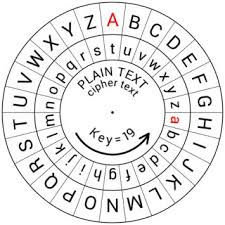 A B C D E F G H I J K L M N O P Q R S T U V W X Y Z
t u v w x y z a b c d e f g h i j k l m n o p q r s
PLAIN TEXT
cipher text
Key=19